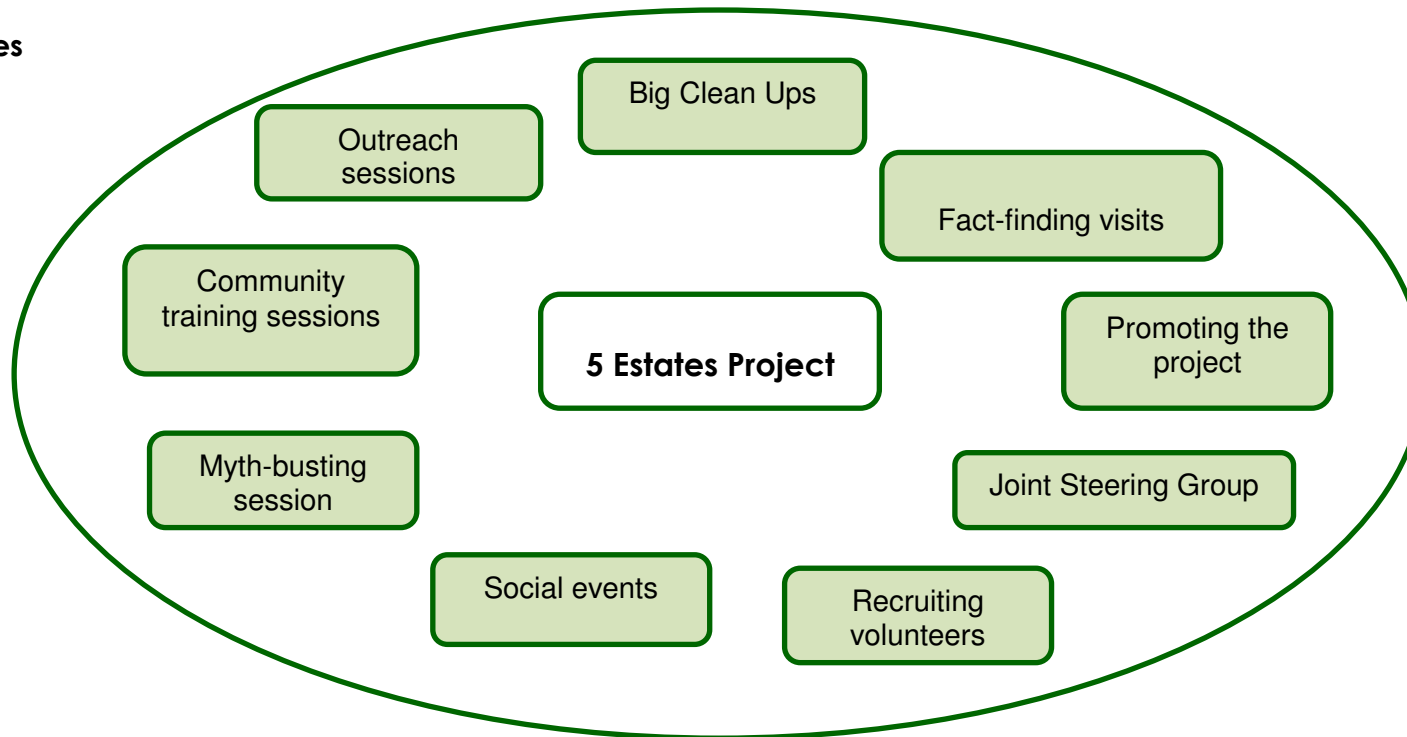 Big Clean Ups
Outreach
sessions
Fact-finding visits
Community
training sessions
Promoting the
project
5 Estates Project
Myth-busting
session
Joint Steering Group
Social events
Recruiting
volunteers